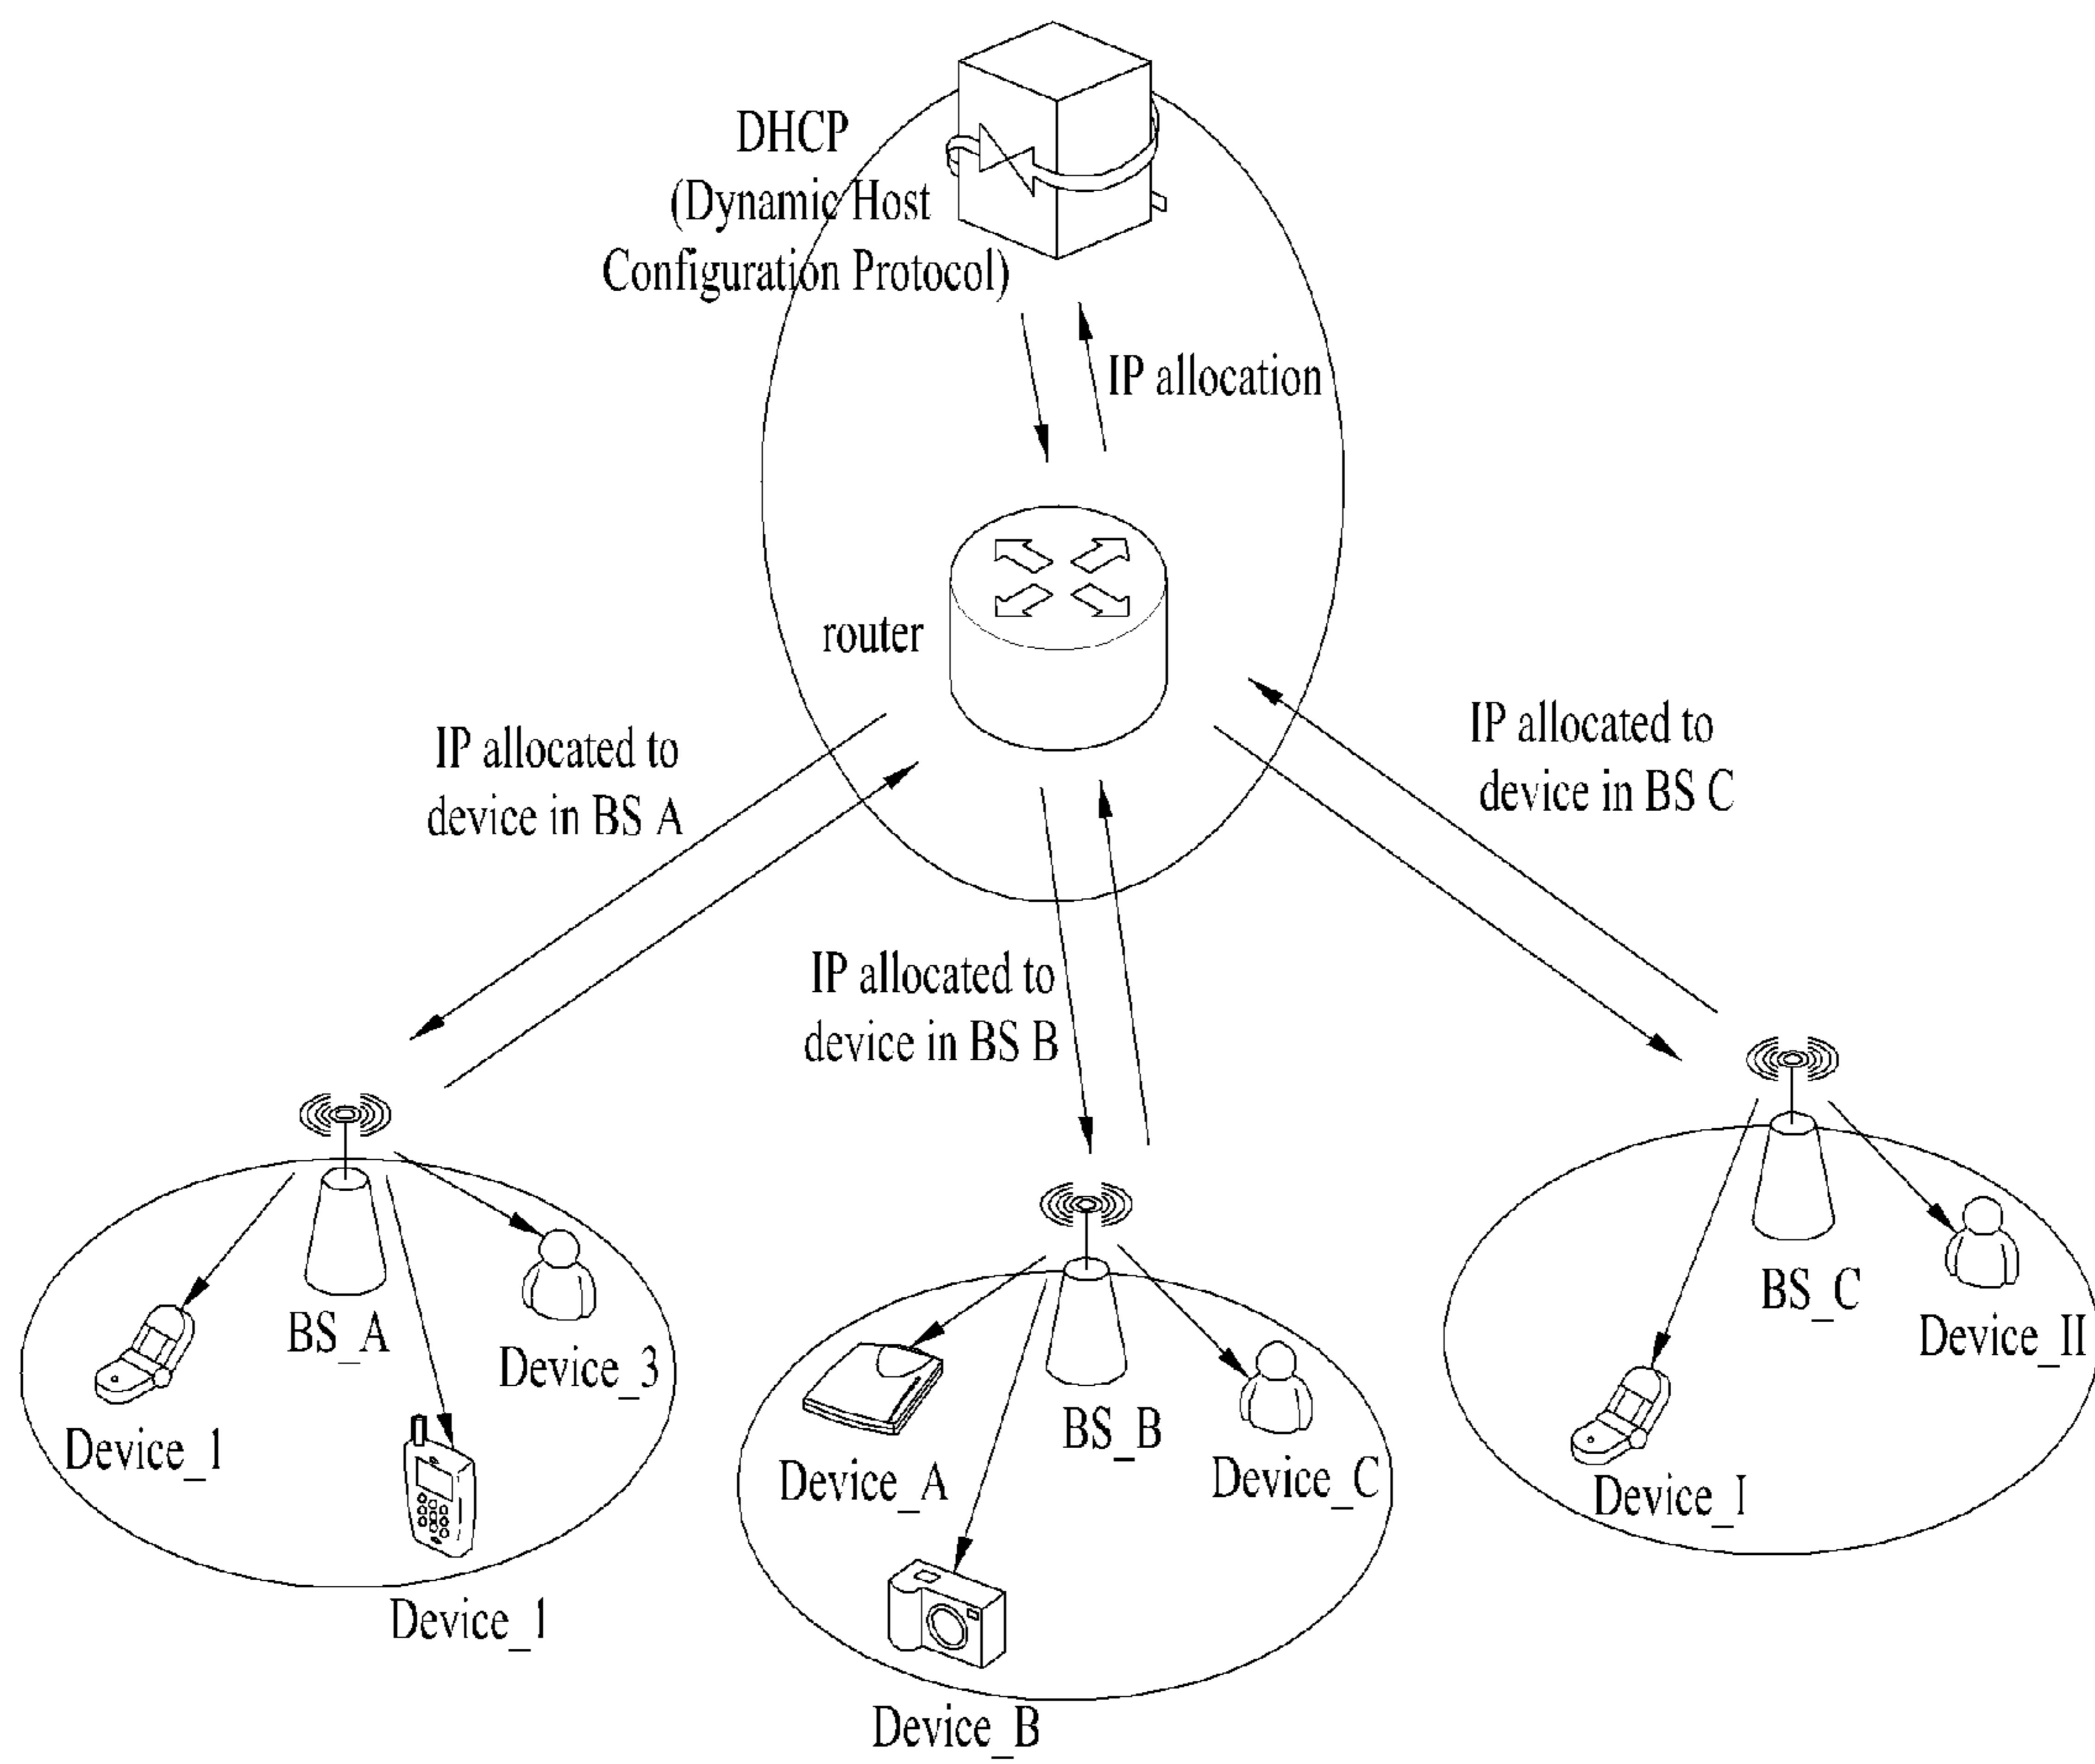 DHCP
(Dynamic Host
Configuration Protocol)
IP allocation
router
IP allocated to
device in BS A
IP allocated to
device in BS C
IP allocated to
device in BS B
BS_A
Device_3
Device_1
Device_1
BS_B
Device_A
Device_C
Device_B
BS_C
Device_II
Device_I